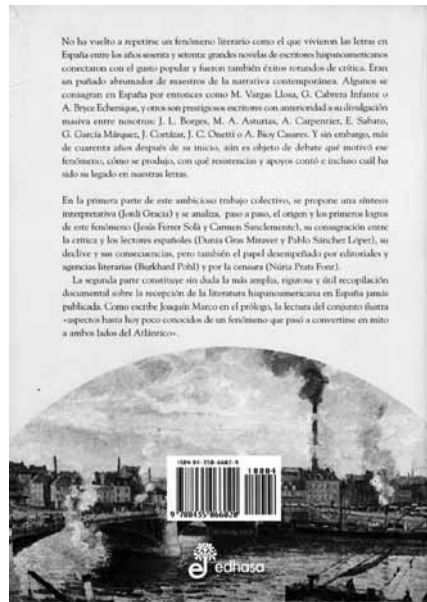 No ha vuelto a repetirse un fenómeno literario como el que vivieron las letras en
España entre los años sesenta y setenta: grandes novelas de escritores hispanoamericanos
conectaron con el gusto popular y fueron también éxitos rotundos de crítica. Eran
un puñado abrumador de maestros de la narrativa contemporánea. Algunos se
consagran en España por entonces como M. Vargas Llosa, G. Cabrera Infante o
A. Bryce Echenique, y otros son prestigiosos escritores con anterioridad a su divulgación
masiva entre nosotros: J. L. Borges, M. A. Asturias, A. Carpentier, E. Sabato,
G. García Márquez, J. Cortázar, J. C. Onetti o A. Bioy Casares. Y sin embargo, más
de cuarenta años después de su inicio, aún es objeto de debate qué motivó ese
fenómeno, cómo se produjo, con qué resistencias y apoyos contó e incluso cuál ha
sido su legado en nuestras letras.
En la primera parte de este ambicioso trabajo colectivo, se propone una síntesis
interpretativa (Jordi Gracia) y se analiza, paso a paso, el origen y los primeros logros
de este fenómeno (Jesús Ferrer Solà y Carmen Sanclemente), su consagración entre
la crítica y los lectores españoles (Dunia Gras Miravet y Pablo Sánchez López), su
declive y sus consecuencias, pero también el papel desempeñado por editoriales y
agencias literarias (Burkhard Pohl) y por la censura (Núria Prats Font).
La segunda parte constituye sin duda la más amplia, rigurosa y útil recopilación
documental sobre la recepción de la literatura hispanoamericana en España jamás
publicada. Como escribe Joaquín Marco en el prólogo, la lectura del conjunto ilustra
«aspectos hasta hoy poco conocidos de un fenómeno que pasó a convertirse en mito
a ambos lados del Atlántico».
ISBN 84-350-6602-9
10004
9 788435 066020
edhasa